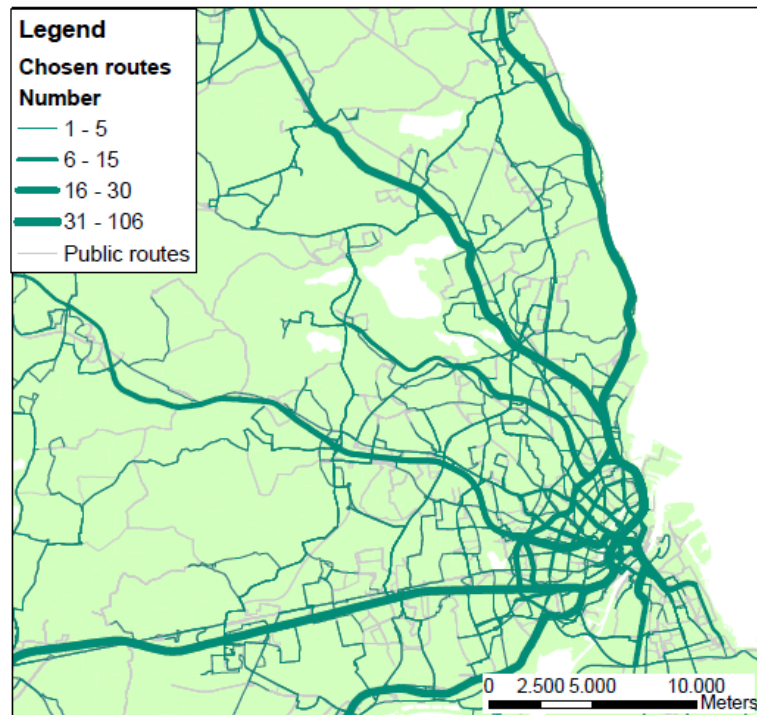 Legend
Chosen routes
Number
1 - 5
6 - 15
16 - 30
31 - 106
Public routes
0 2.500 5.000 10.000
Meters